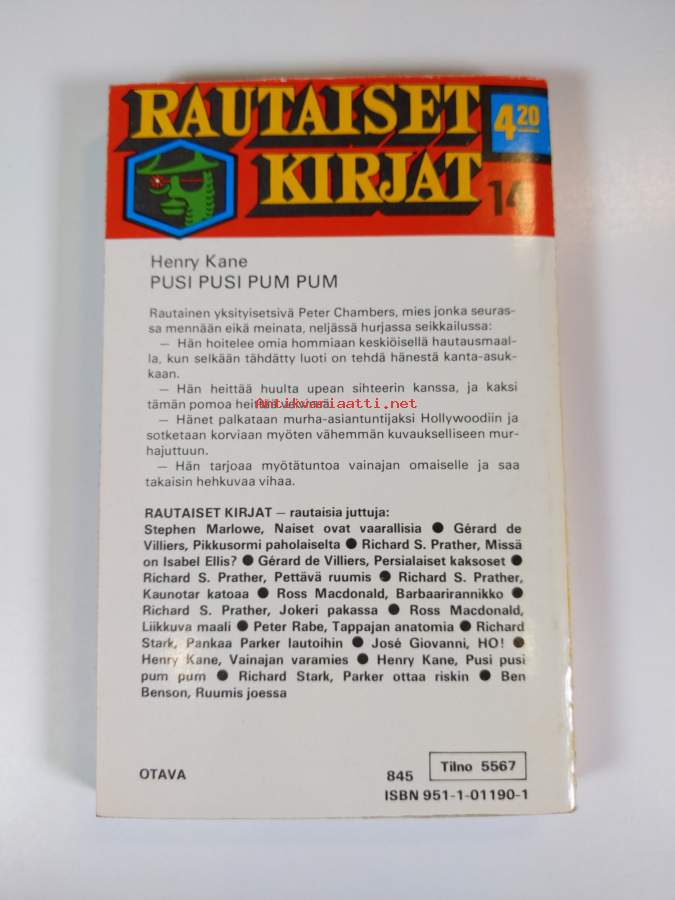 RAUTAISET
KIRJAT
420
14
Henry Kane
PUSI PUSI PUM PUM
Rautainen yksityisetsivä Peter Chambers, mies jonka seuras-
sa mennään eikä meinata, neljässä hurjassa seikkailussa:
— Hän hoitelee omia hommiaan keskiöisellä hautausmaal-
la, kun selkään tähdätty luoti on tehdä hänestä kanta-asuk-
kaan.
— Hän heittää huulta upean sihteerin kanssa, ja kaksi
tämän pomoa heittää
Antikvariaatti.net
— Hänet palkataan murha-asiantuntijaksi Hollywoodiin ja
sotketaan korviaan myöten vähemmän kuvaukselliseen mur-
hajuttuun.
— Hän tarjoaa myötätuntoa vainajan omaiselle ja saa
takaisin hehkuvaa vihaa.
RAUTAISET KIRJAT — rautaisia juttuja:
Stephen Marlowe, Naiset ovat vaarallisia ● Gérard de
Villiers, Pikkusormi paholaiselta ● Richard S. Prather, Missä
on Isabel Ellis? ● Gérard de Villiers, Persialaiset kaksoset ●
Richard S. Prather, Pettävä ruumis ● Richard S. Prather,
Kaunotar katoaa ● Ross Macdonald, Barbaarirannikko ●
Richard S. Prather, Jokeri pakassa ● Ross Macdonald,
Liikkuva maali ● Peter Rabe, Tappajan anatomia ● Richard
Stark, Pankaa Parker lautoihin ● José Giovanni, HO! ●
Henry Kane, Vainajan varamies ● Henry Kane, Pusi pusi
pum pum ● Richard Stark, Parker ottaa riskin ● Ben
Benson, Ruumis joessa
OTAVA
845
Tilno 5567
ISBN 951-1-01190-1